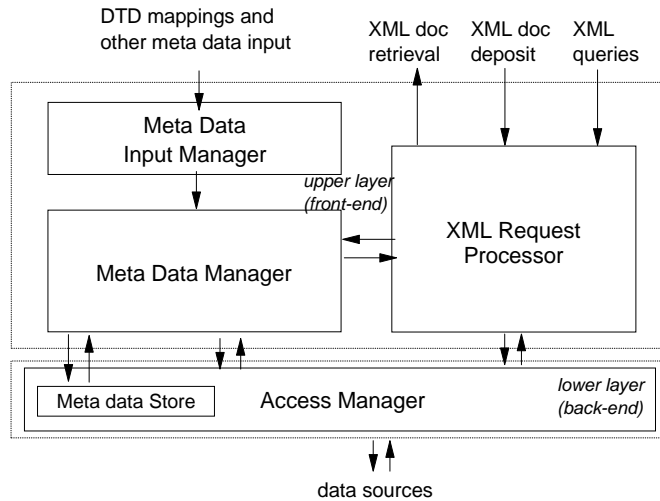 DTD mappings and
other meta data input
XML doc
retrieval
XML doc
deposit
XML
queries
Meta Data
Input Manager
upper layer
(front-end)
Meta Data Manager
XML Request
Processor
Meta data Store
Access Manager
lower layer
(back-end)
data sources